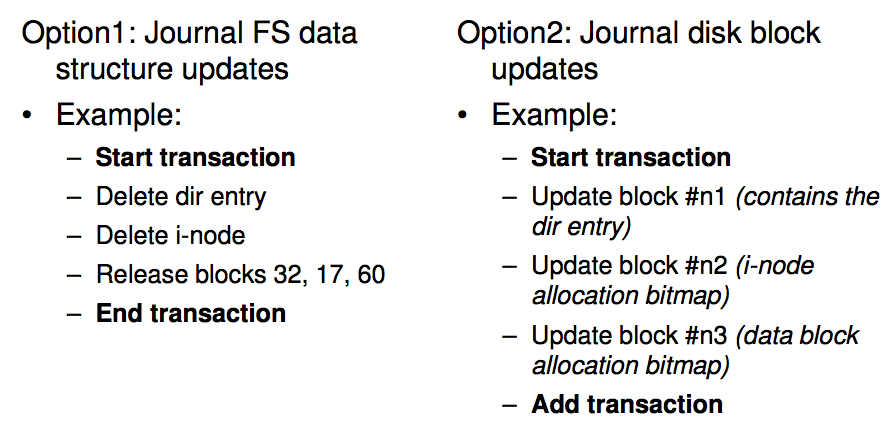 Option1: Journal FS data
structure updates
• Example:
– Start transaction
– Delete dir entry
– Delete i-node
– Release blocks 32, 17, 60
– End transaction
Option2: Journal disk block
updates
• Example:
– Start transaction
– Update block #n1 (contains the
dir entry)
– Update block #n2 (i-node
allocation bitmap)
– Update block #n3 (data block
allocation bitmap)
– Add transaction